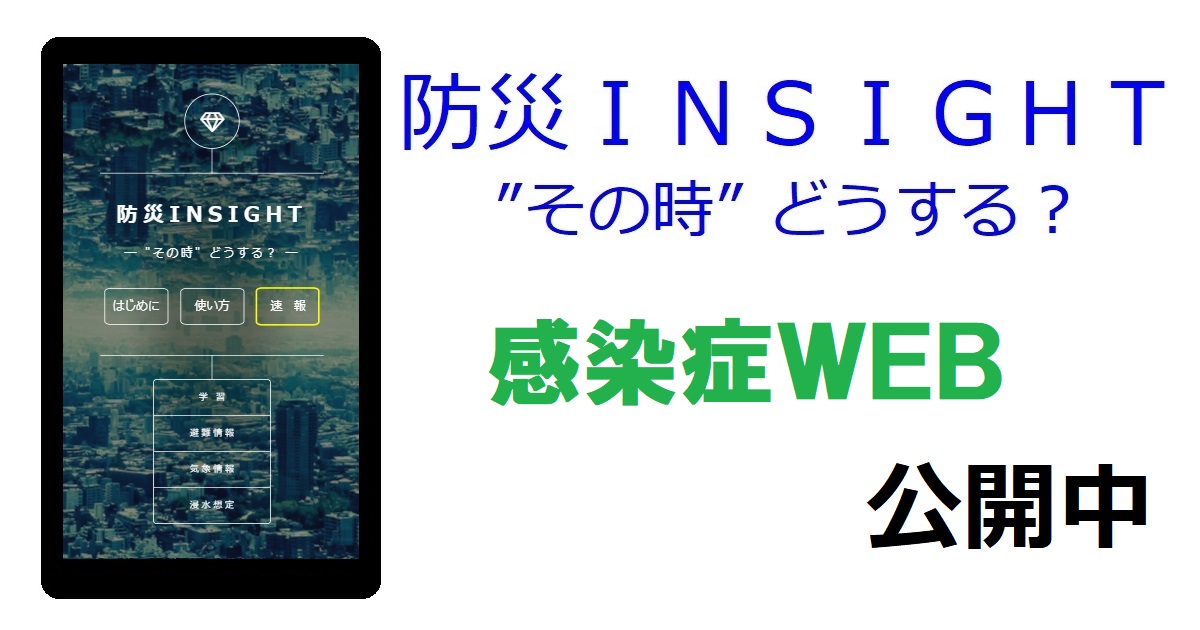 防災INSIGHT
― "その時" どうする？ ―
はじめに
使い方
速 報
学 習
避難情報
気象情報
浸水想定
防災ＩＮＳＩＧＨＴ
”その時” どうする？
感染症WEB
公開中